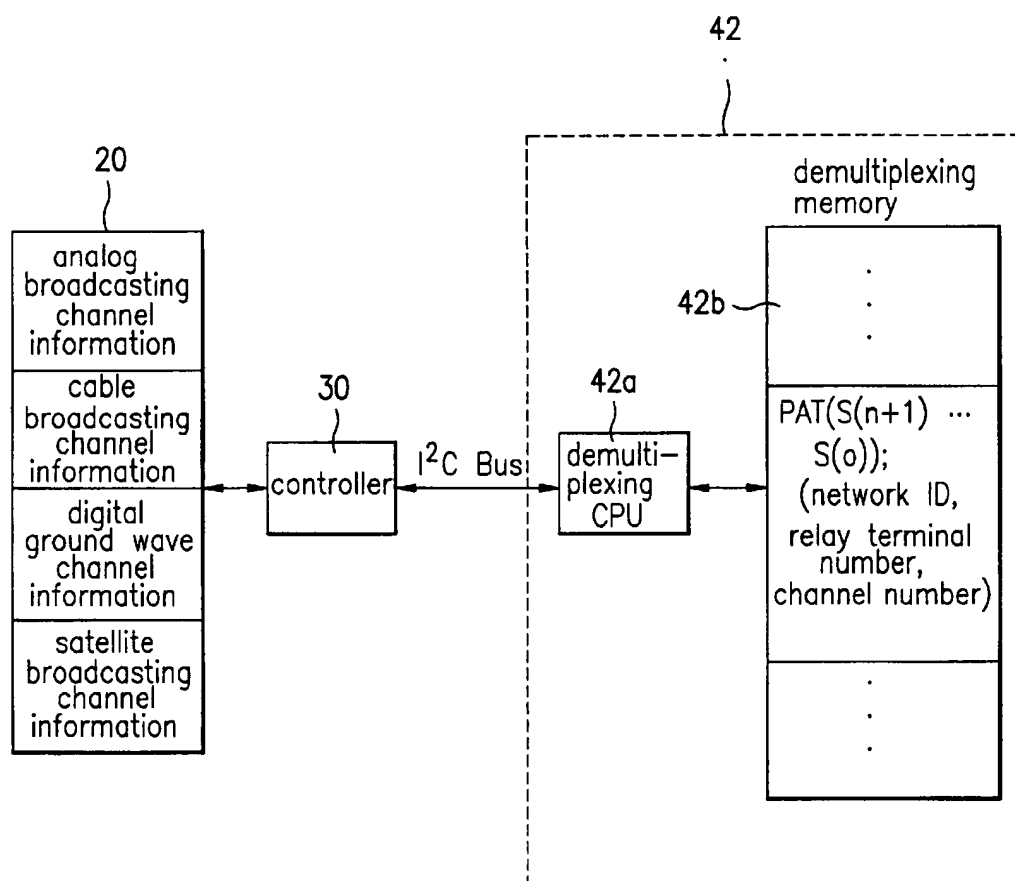 42
20
analog
broadcasting
channel
information
cable
broadcasting
channel
information
digital
ground wave
channel
information
satellite
broadcasting
channel
information
30
controller
I²C Bus
42a
demulti-
plexing
CPU
demultiplexing
memory
42b
PAT(S(n+1) ...
S(o));
(network ID,
relay terminal
number,
channel number)